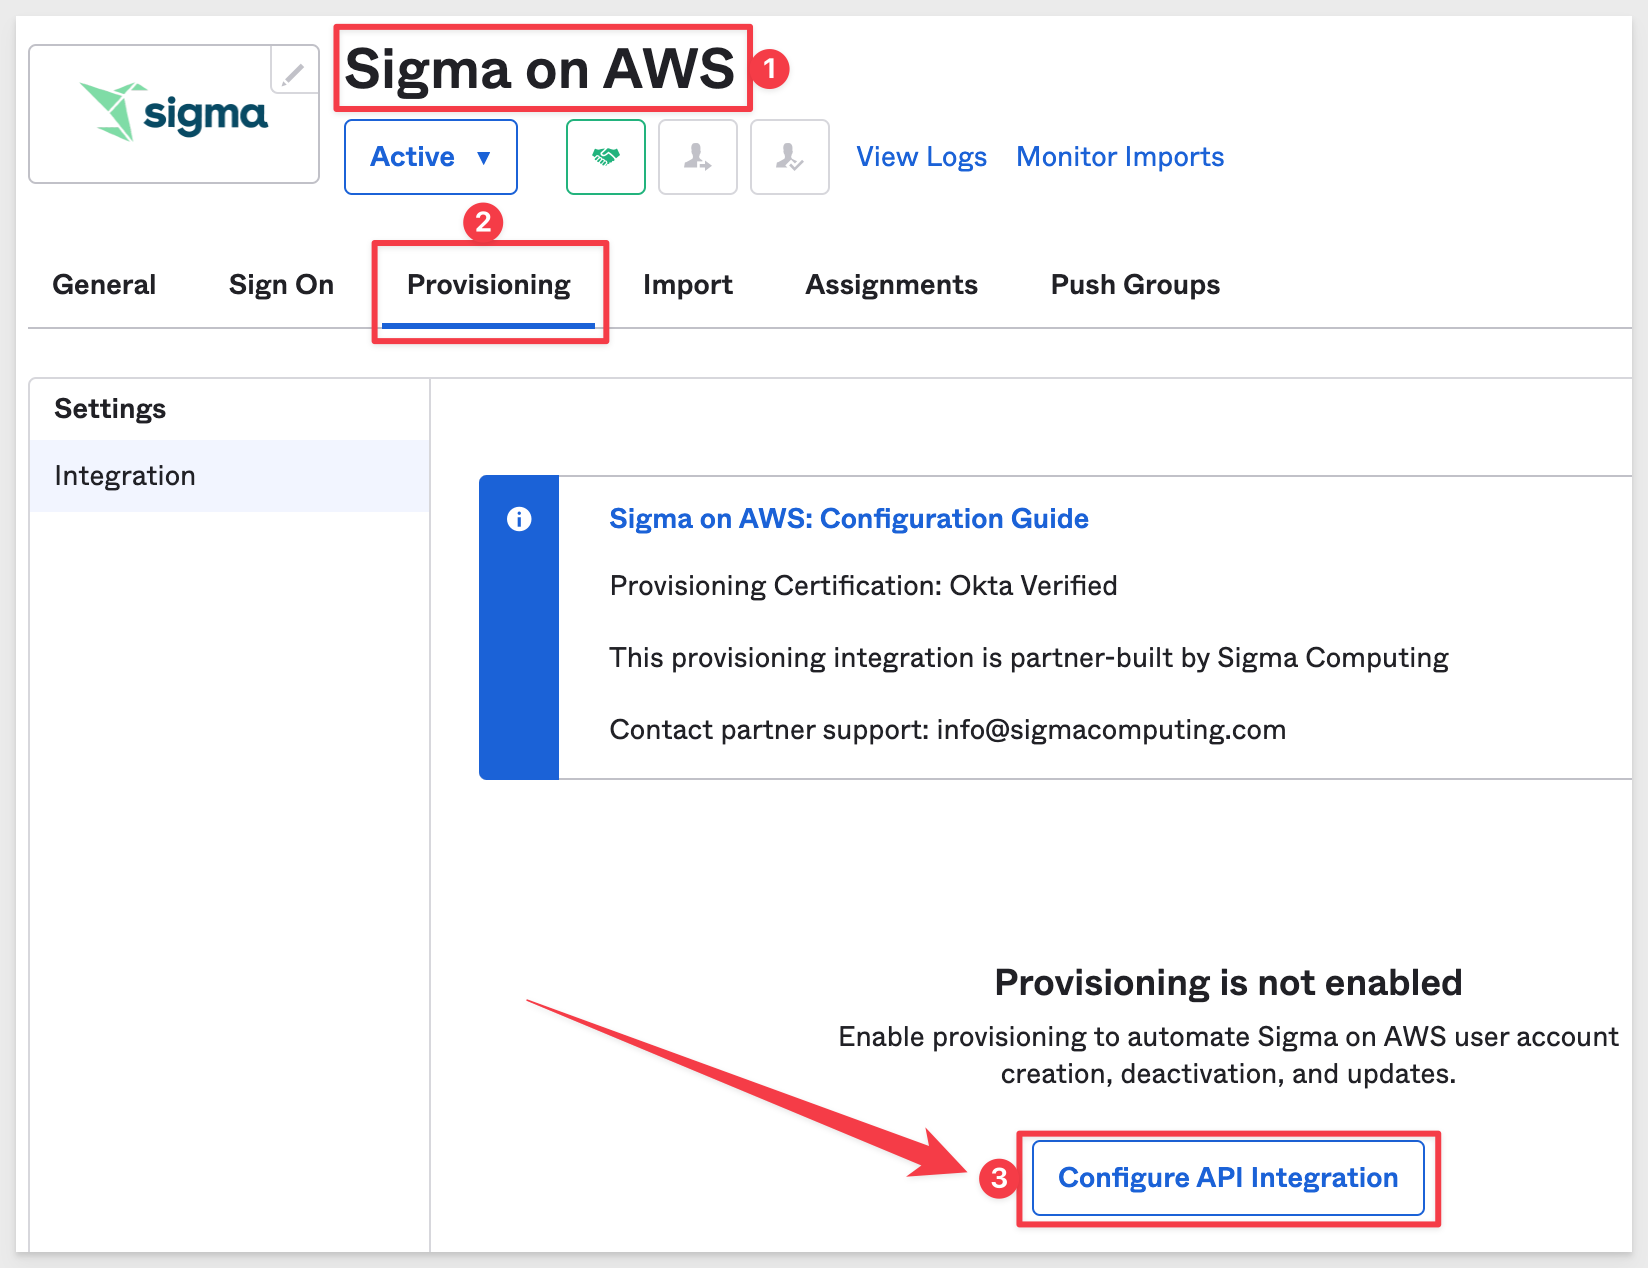 sigma
Sigma on AWS
1
Active ▼
View Logs
Monitor Imports
2
General
Sign On
Provisioning
Import
Assignments
Push Groups
Settings
Integration
Sigma on AWS: Configuration Guide
Provisioning Certification: Okta Verified
This provisioning integration is partner-built by Sigma Computing
Contact partner support: info@sigmacomputing.com
Provisioning is not enabled
Enable provisioning to automate Sigma on AWS user account
creation, deactivation, and updates.
3
Configure API Integration